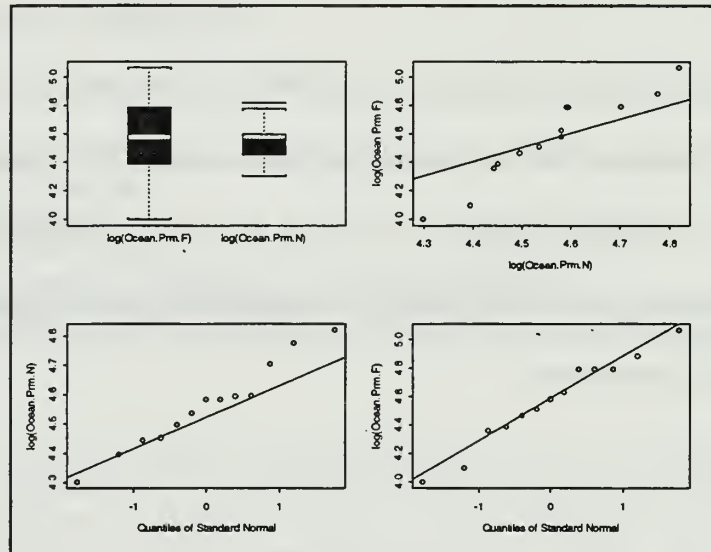 5.0
4.8
4.6
4.4
4.2
4.0
log(Ocean.Prm.F) log(Ocean.Prm.N)
log(Ocean.Prm.F)
5.0
4.8
4.6
4.4
4.2
4.0
4.3 4.4 4.5 4.6 4.7 4.8
log(Ocean.Prm.N)
log(Ocean.Prm.N)
4.8
4.7
4.6
4.5
4.4
4.3
-1 0 1
Quantiles of Standard Normal
log(Ocean.Prm.F)
5.0
4.8
4.6
4.4
4.2
4.0
-1 0 1
Quantiles of Standard Normal